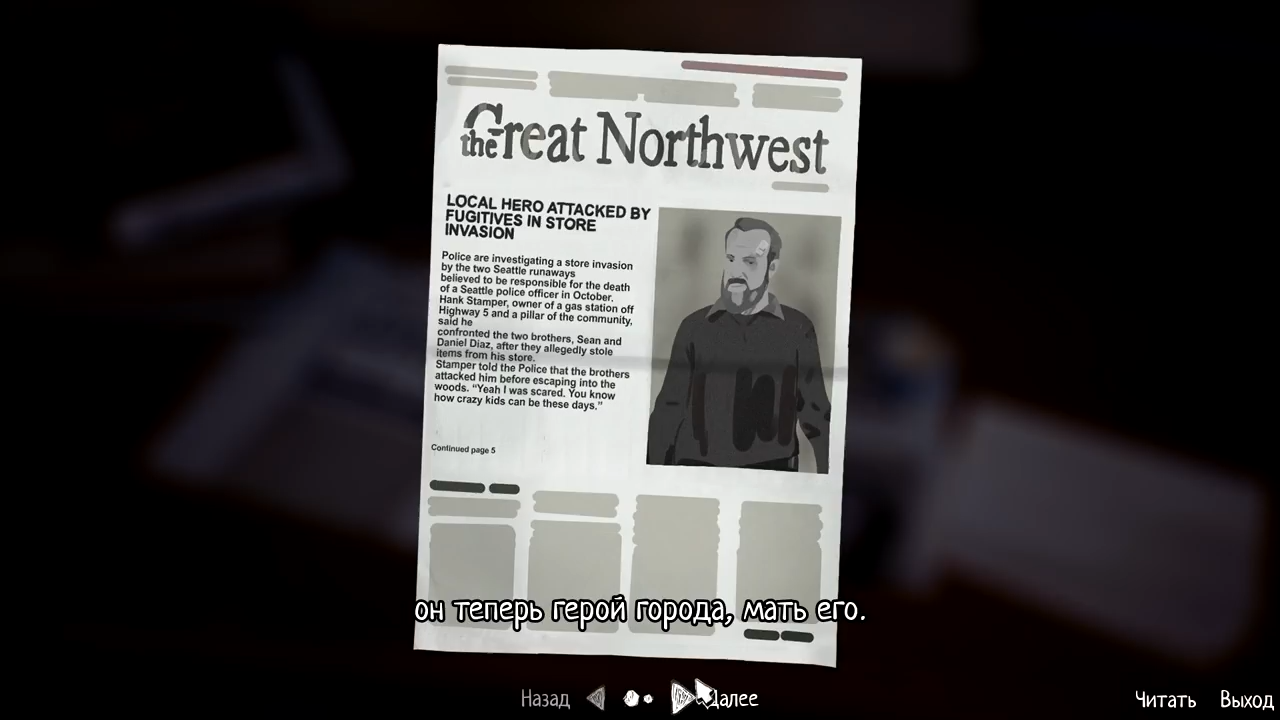 the Great Northwest
LOCAL HERO ATTACKED BY
FUGITIVES IN STORE
INVASION
Police are investigating a store invasion
by the two Seattle runaways
believed to be responsible for the death
of a Seattle police officer in October.
Hank Stamper, owner of a gas station off
Highway 5 and a pillar of the community,
said he
confronted the two brothers, Sean and
Daniel Diaz, after they allegedly stole
items from his store.
Stamper told the Police that the brothers
attacked him before escaping into the
woods. “Yeah I was scared. You know
how crazy kids can be these days.”
Continued page 5
он теперь герой города, мать его.
Назад Далее
Читать Выход